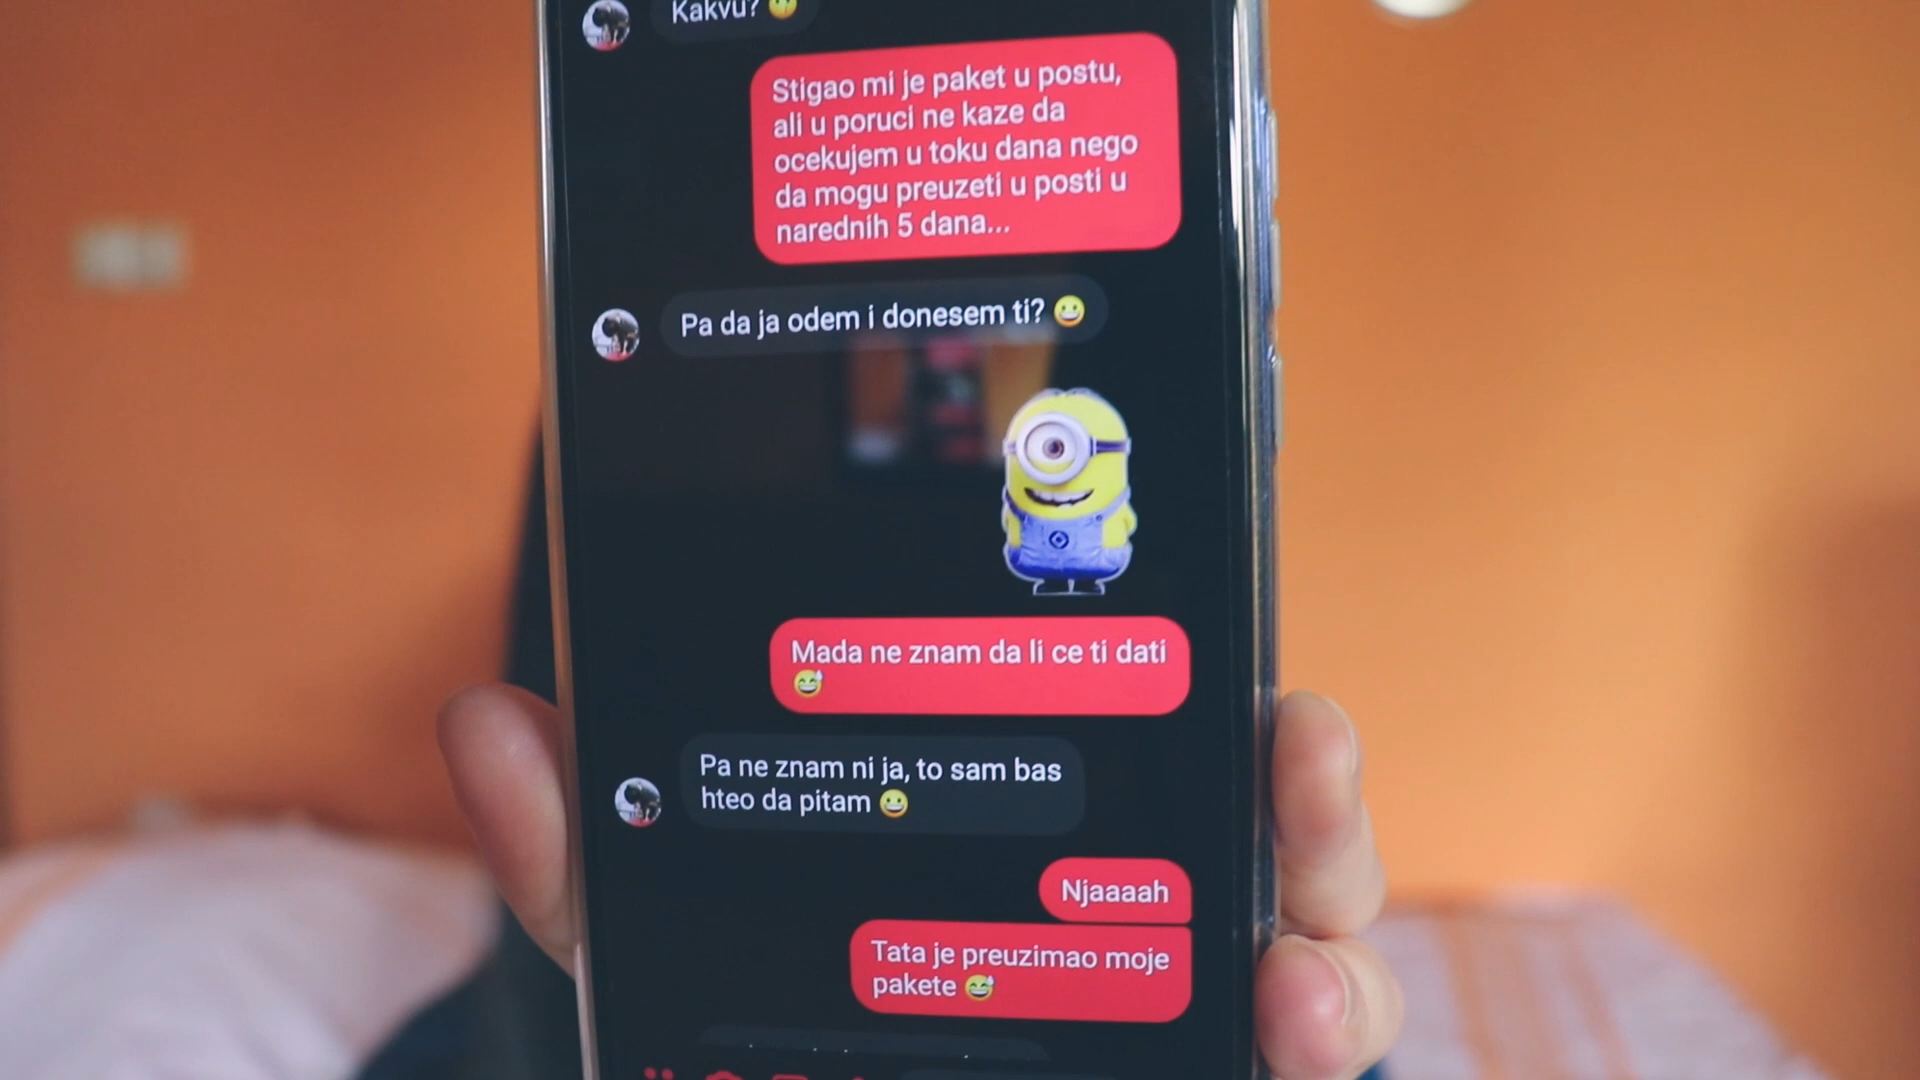 Kakvu?
Stigao mi je paket u postu,
ali u poruci ne kaze da
ocekujem u toku dana nego
da mogu preuzeti u posti u
narednih 5 dana...
Pa da ja odem i donesem ti? 😀
Mada ne znam da li ce ti dati
😅
Pa ne znam ni ja, to sam bas
hteo da pitam 😀
Njaaaah
Tata je preuzimao moje
pakete 😅